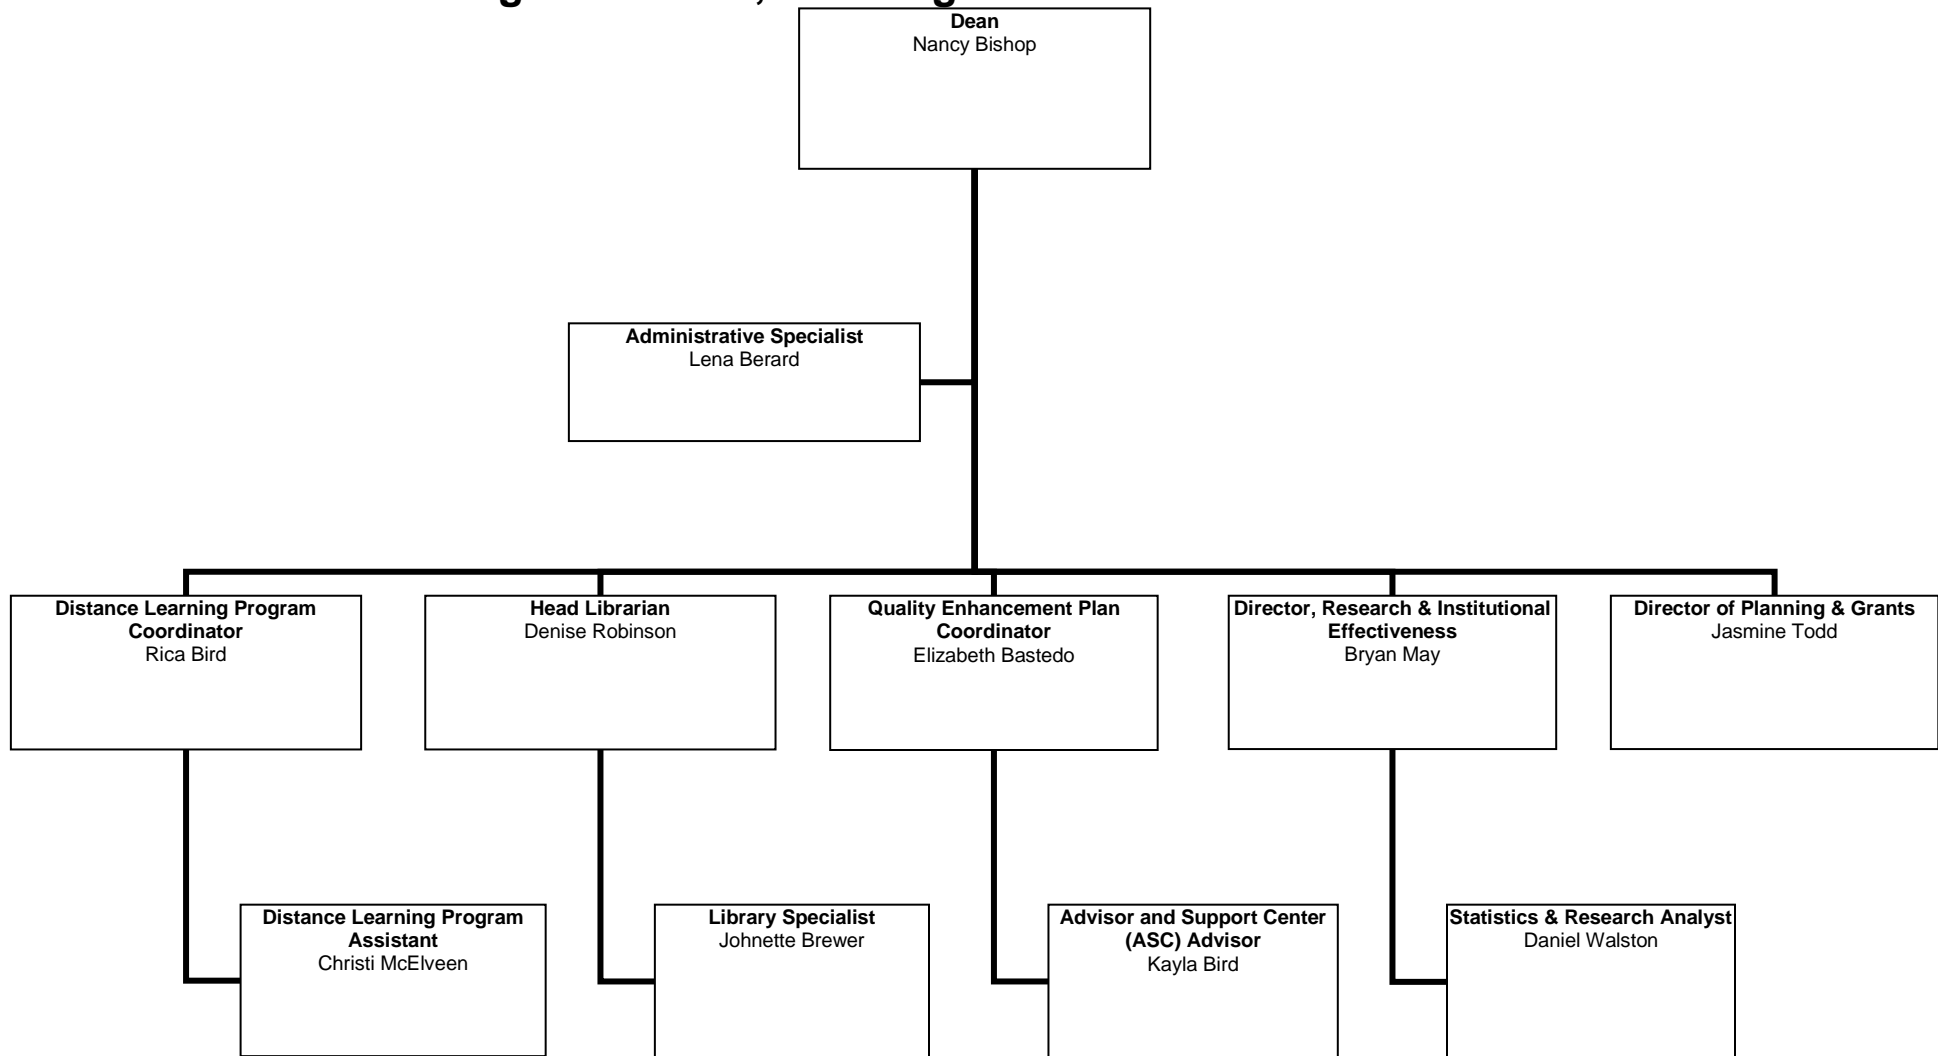 Dean
Nancy Bishop
Administrative Specialist
Lena Berard
Distance Learning Program
Coordinator
Rica Bird
Head Librarian
Denise Robinson
Quality Enhancement Plan
Coordinator
Elizabeth Bastedo
Director, Research & Institutional
Effectiveness
Bryan May
Director of Planning & Grants
Jasmine Todd
Distance Learning Program
Assistant
Christi McElveen
Library Specialist
Johnette Brewer
Advisor and Support Center
(ASC) Advisor
Kayla Bird
Statistics & Research Analyst
Daniel Walston